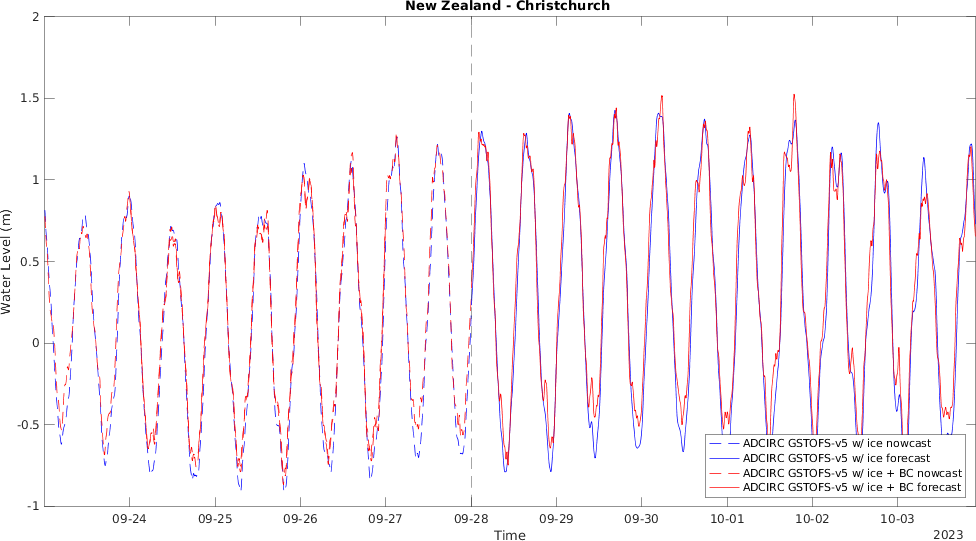 New Zealand - Christchurch
2
1.5
1
0.5
0
-0.5
-1
Water Level (m)
ADCIRC GSTOFS-v5 w/ ice nowcast
ADCIRC GSTOFS-v5 w/ ice forecast
ADCIRC GSTOFS-v5 w/ ice + BC nowcast
ADCIRC GSTOFS-v5 w/ ice + BC forecast
09-24 09-25 09-26 09-27 09-28 09-29 09-30 10-01 10-02 10-03
Time
2023